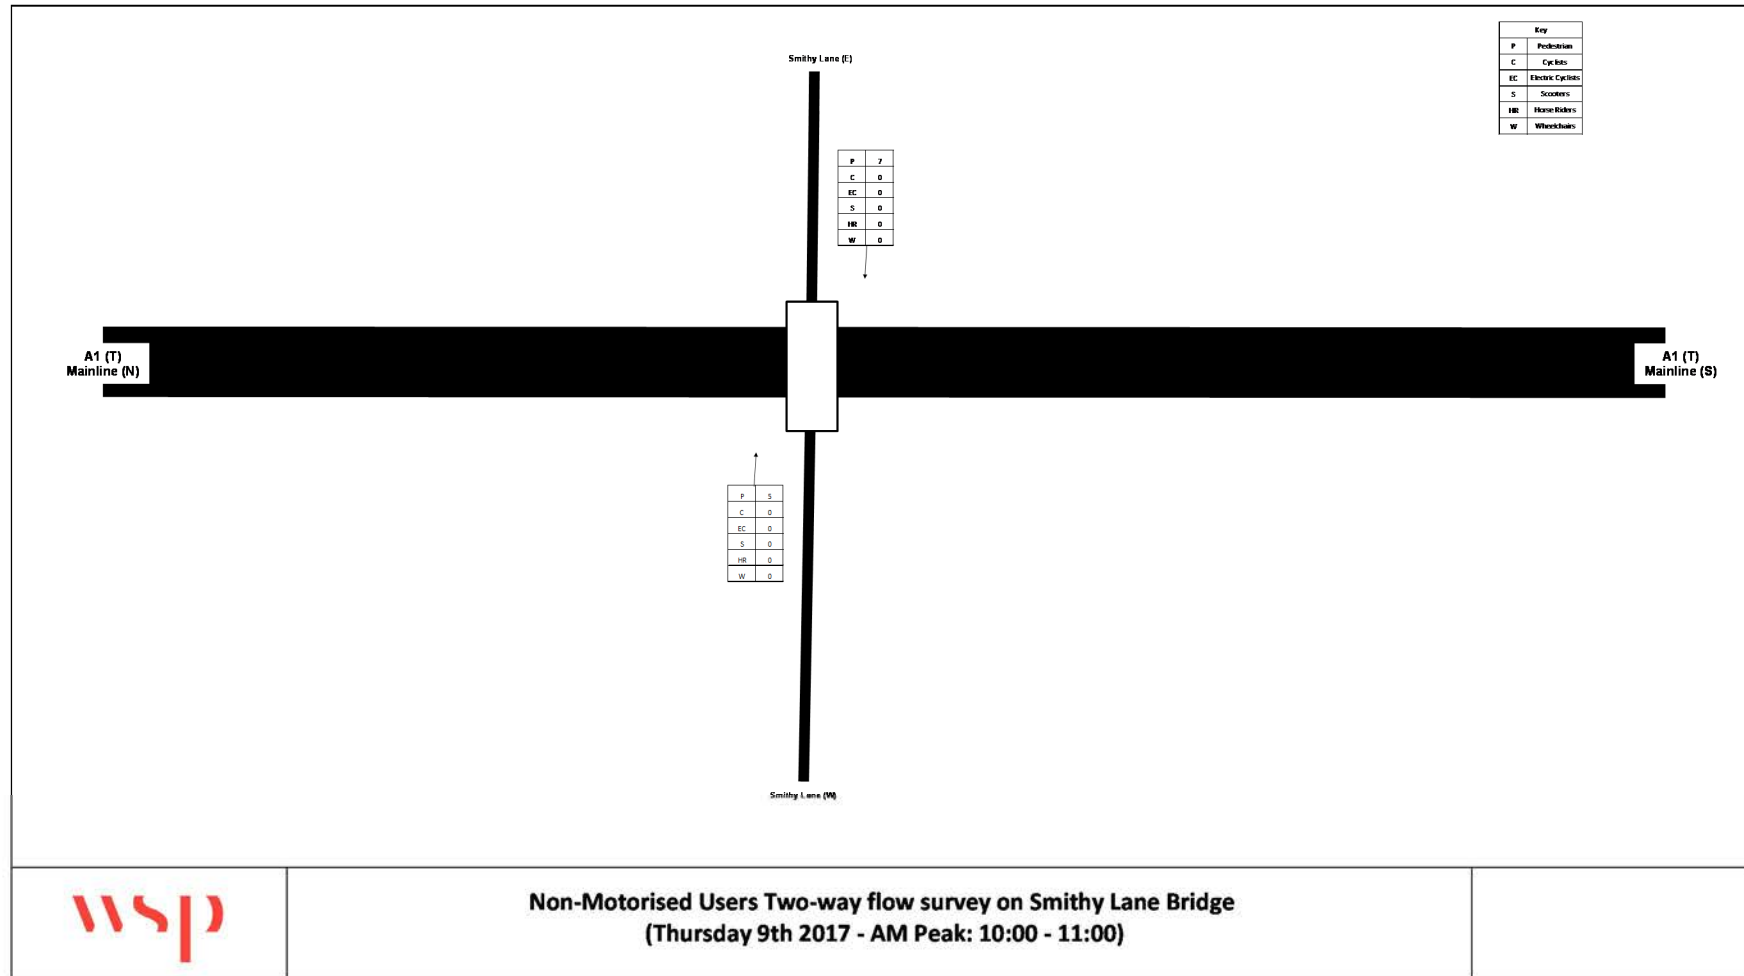 Smithy Lane (E)
Key
P Pedestrian
C Cyclists
EC Electric Cyclists
S Scooters
HR Horse Riders
W Wheelchairs
P 7
C 0
EC 0
S 0
HR 0
W 0
A1 (T)
Mainline (N)
A1 (T)
Mainline (S)
P 5
C 0
EC 0
S 0
HR 0
W 0
Smithy Lane (W)
wsp
Non-Motorised Users Two-way flow survey on Smithy Lane Bridge
(Thursday 9th 2017 - AM Peak: 10:00 - 11:00)